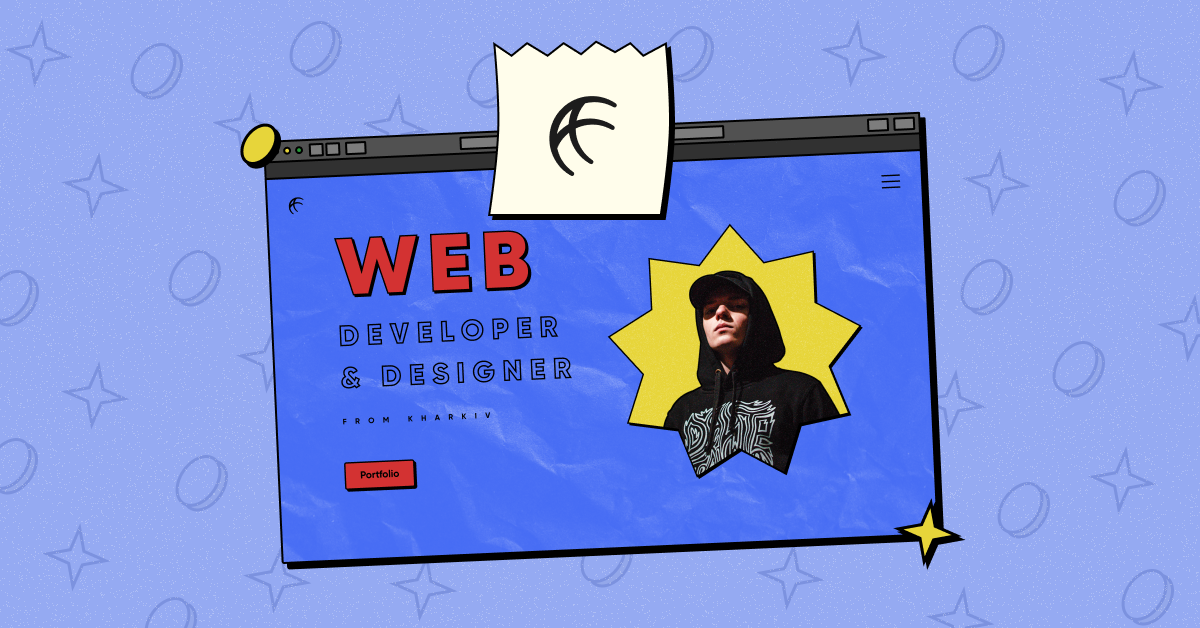 WEB
DEVELOPER
& DESIGNER
FROM KHARKIV
Portfolio